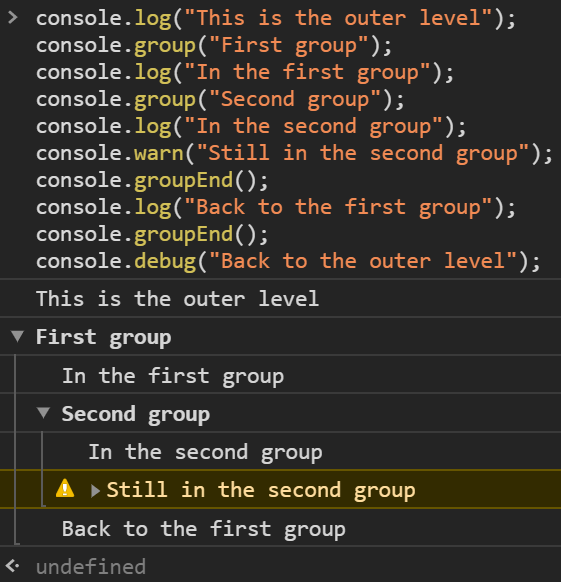 console.log("This is the outer level");
console.group("First group");
console.log("In the first group");
console.group("Second group");
console.log("In the second group");
console.warn("Still in the second group");
console.groupEnd();
console.log("Back to the first group");
console.groupEnd();
console.debug("Back to the outer level");
This is the outer level
First group
In the first group
Second group
In the second group
Still in the second group
Back to the first group
undefined